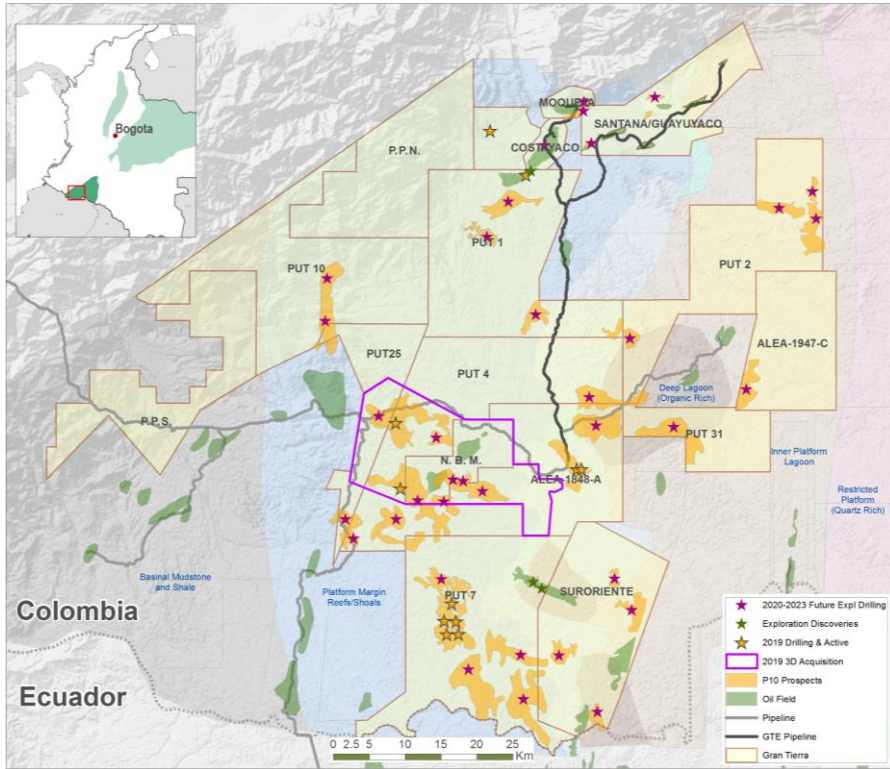 Bogota
MOQUETA
SANTANA/GUAYUYACO
COSTAYACO
P.P.N.
PUT 1
PUT 2
PUT 10
ALEA-1947-C
PUT25
PUT 4
Deep Lagoon
(Organic Rich)
P.P.S.
PUT 31
N. B. M.
Inner Platform
Lagoon
ALEA-1848-A
Restricted
Platform
(Quartz Rich)
Basinal Mudstone
and Shale
Platform Margin
Reefs/Shoals
PUT 7
SURORIENTE
Colombia
Ecuador
2020-2023 Future Expl Drilling
Exploration Discoveries
2019 Drilling & Active
2019 3D Acquisition
P10 Prospects
Oil Field
Pipeline
GTE Pipeline
Gran Tierra
0 2.5 5 10 15 20 25
Km